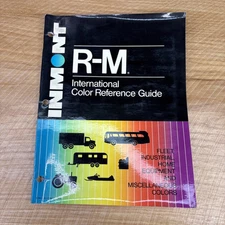 INMONT
R-M
International
Color Reference Guide
FLEET
INDUSTRIAL
HOME
EQUIPMENT
AND
MISCELLANEOUS
COLORS